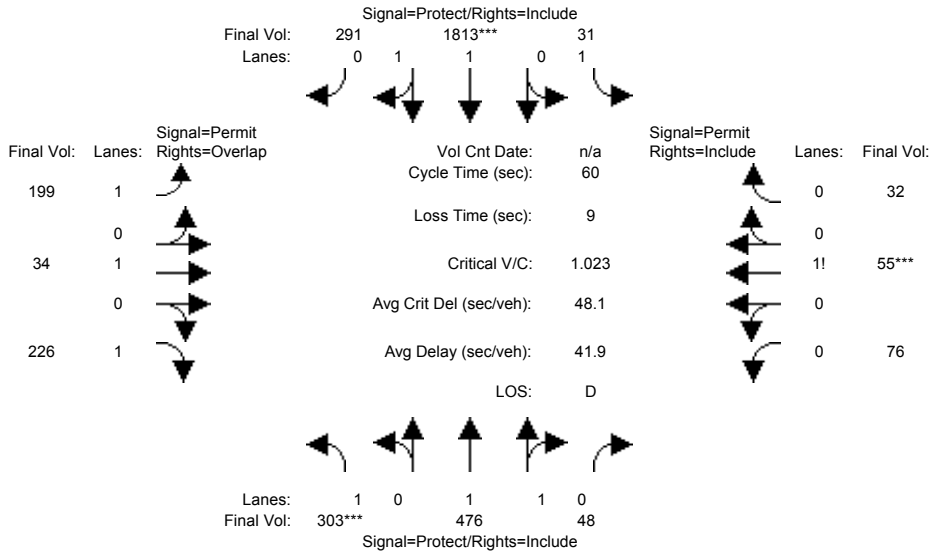 Signal=Protect/Rights=Include
Final Vol: 291 1813*** 31
Lanes: 0 1 1 0 1
Signal=Permit
Final Vol: Lanes: Rights=Overlap
Vol Cnt Date: n/a
Signal=Permit
Rights=Include Lanes: Final Vol:
Cycle Time (sec): 60
199 1
0 32
Loss Time (sec): 9
0
0
34 1
Critical V/C: 1.023
1! 55***
0
Avg Crit Del (sec/veh): 48.1
0
226 1
Avg Delay (sec/veh): 41.9
0 76
LOS: D
Lanes: 1 0 1 1 0
Final Vol: 303*** 476 48
Signal=Protect/Rights=Include